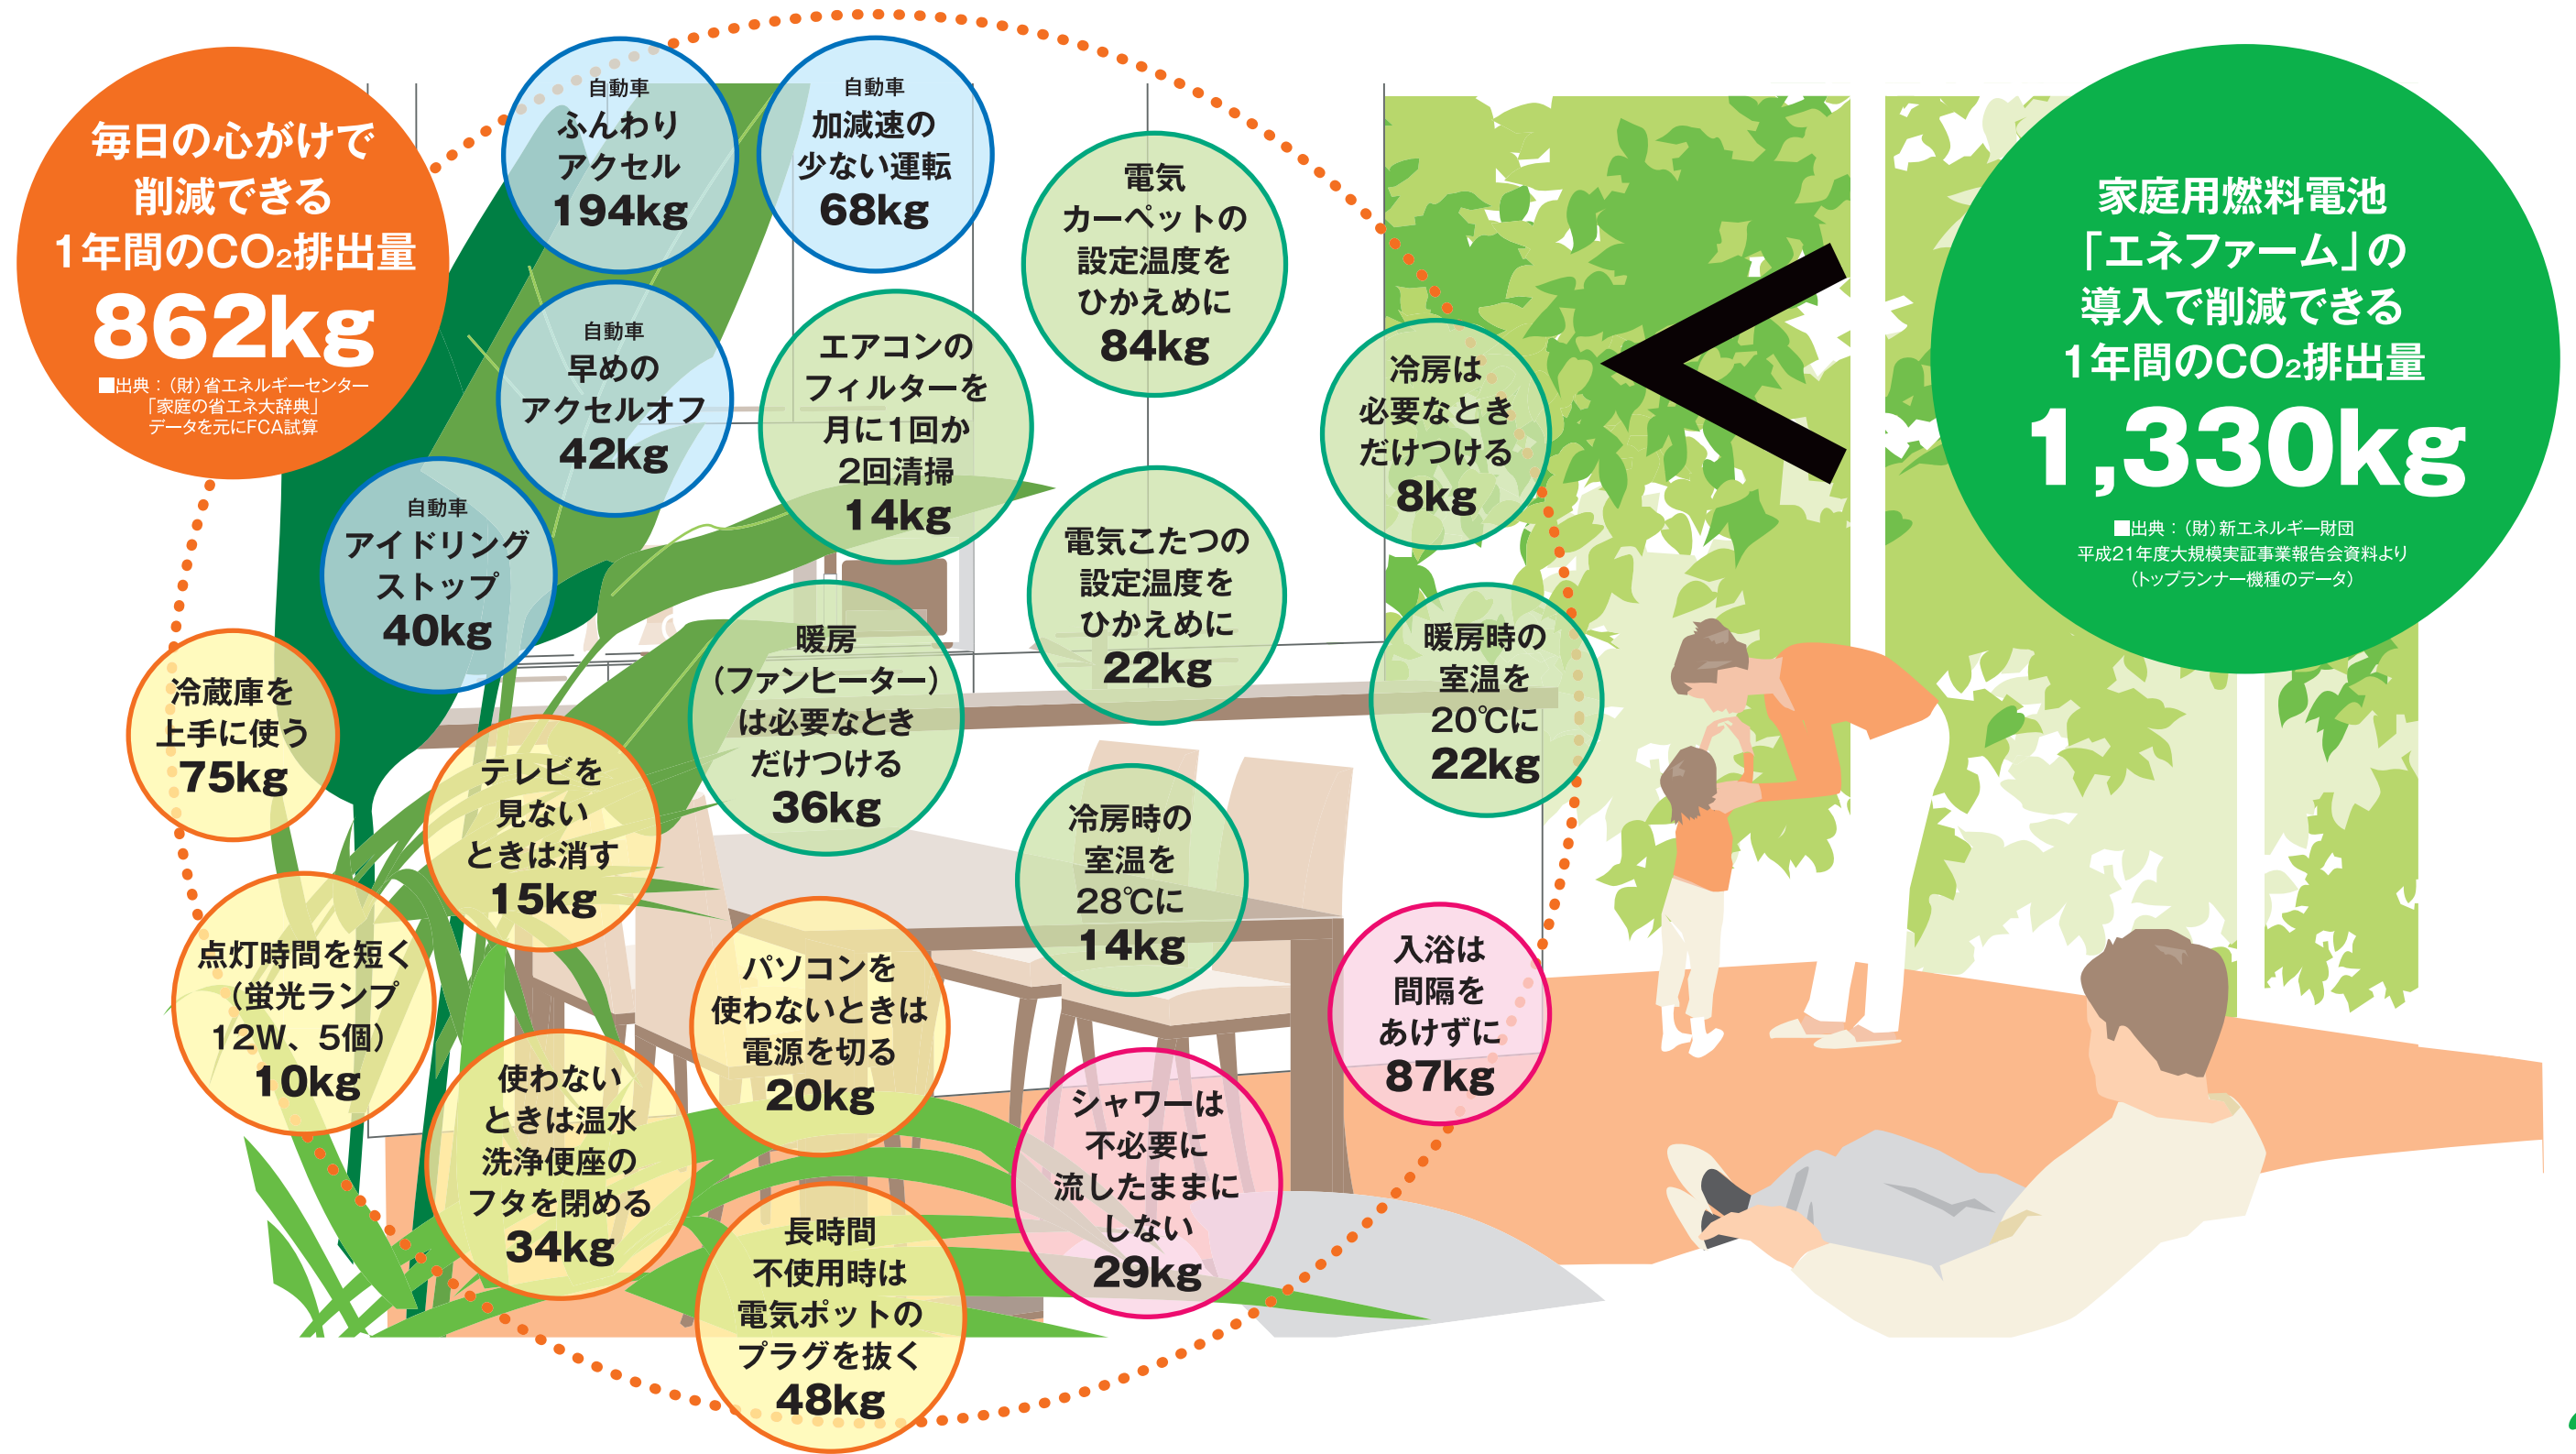 毎日の心がけで
削減できる
1年間のCO₂排出量
862kg
■出典：（財）省エネルギーセンター
「家庭の省エネ大辞典」
データを元にFCA試算
自動車
ふんわり
アクセル
194kg
自動車
加減速の
少ない運転
68kg
自動車
早めの
アクセルオフ
42kg
自動車
アイドリング
ストップ
40kg
電気
カーペットの
設定温度を
ひかえめに
84kg
エアコンの
フィルターを
月に1回か
2回清掃
14kg
冷房は
必要なとき
だけつける
8kg
電気こたつの
設定温度を
ひかえめに
22kg
暖房
（ファンヒーター）
は必要なとき
だけつける
36kg
暖房時の
室温を
20℃に
22kg
冷房時の
室温を
28℃に
14kg
冷蔵庫を
上手に使う
75kg
テレビを
見ない
ときは消す
15kg
点灯時間を短く
（蛍光ランプ
12W、5個）
10kg
パソコンを
使わないときは
電源を切る
20kg
使わない
ときは温水
洗浄便座の
フタを閉める
34kg
長時間
不使用時は
電気ポットの
プラグを抜く
48kg
入浴は
間隔を
あけずに
87kg
シャワーは
不必要に
流したままに
しない
29kg
<
家庭用燃料電池
「エネファーム」の
導入で削減できる
1年間のCO₂排出量
1,330kg
■出典：（財）新エネルギー財団
平成21年度大規模実証事業報告会資料より
（トップランナー機種のデータ）